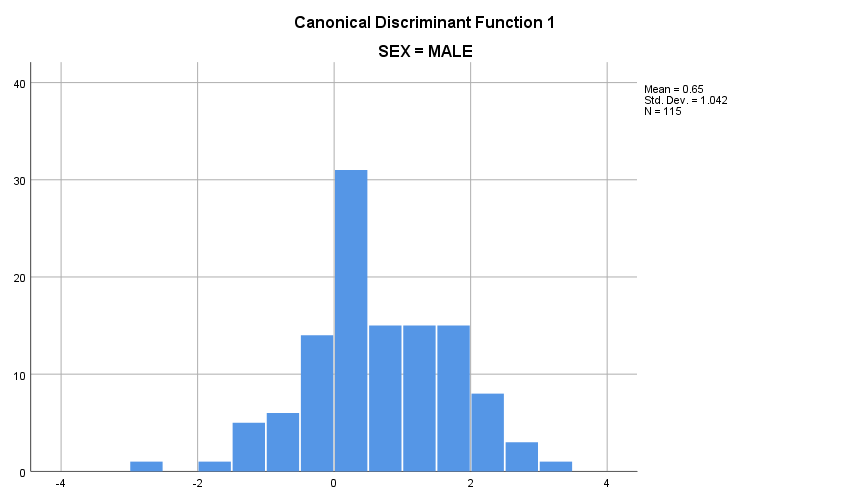 Canonical Discriminant Function 1
SEX = MALE
Mean = 0.65
Std. Dev. = 1.042
N = 115
40
30
20
10
0
-4
-2
0
2
4